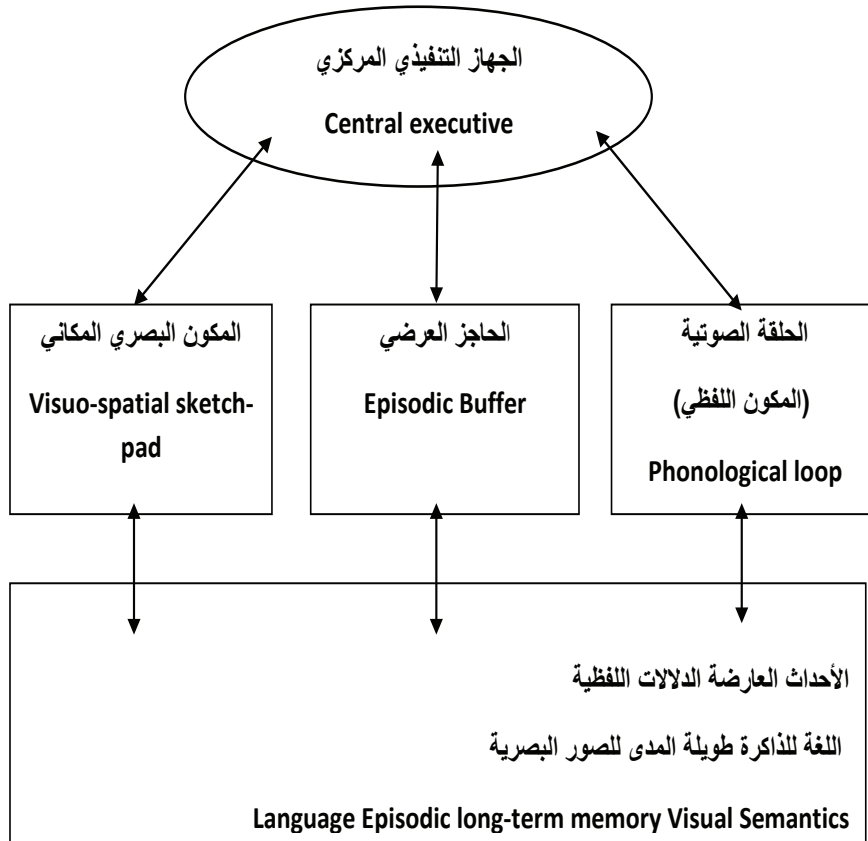 الجهاز التنفيذي المركزي
Central executive
الحلقة الصوتية
(المكون اللفظي)
Phonological loop
الحاجز العرضي
Episodic Buffer
المكون البصري المكاني
Visuo-spatial sketch-
pad
الأحداث العارضة الدلالات اللفظية
اللغة للذاكرة طويلة المدى للصور البصرية
Language Episodic long-term memory Visual Semantics